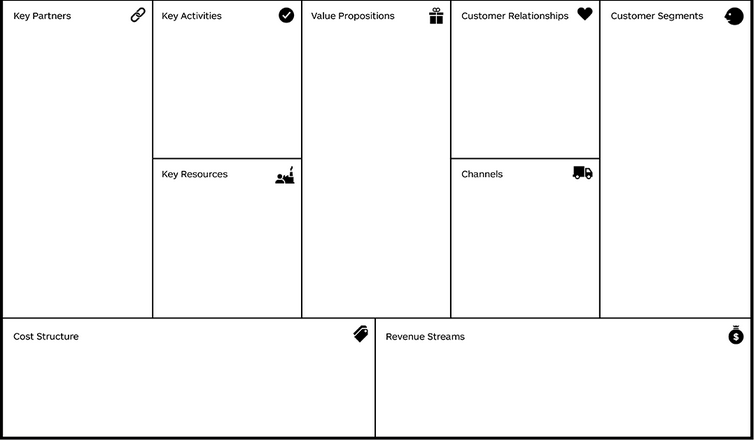 Key Partners
Key Activities
Value Propositions
Customer Relationships
Customer Segments
Key Resources
Channels
Cost Structure
Revenue Streams
$